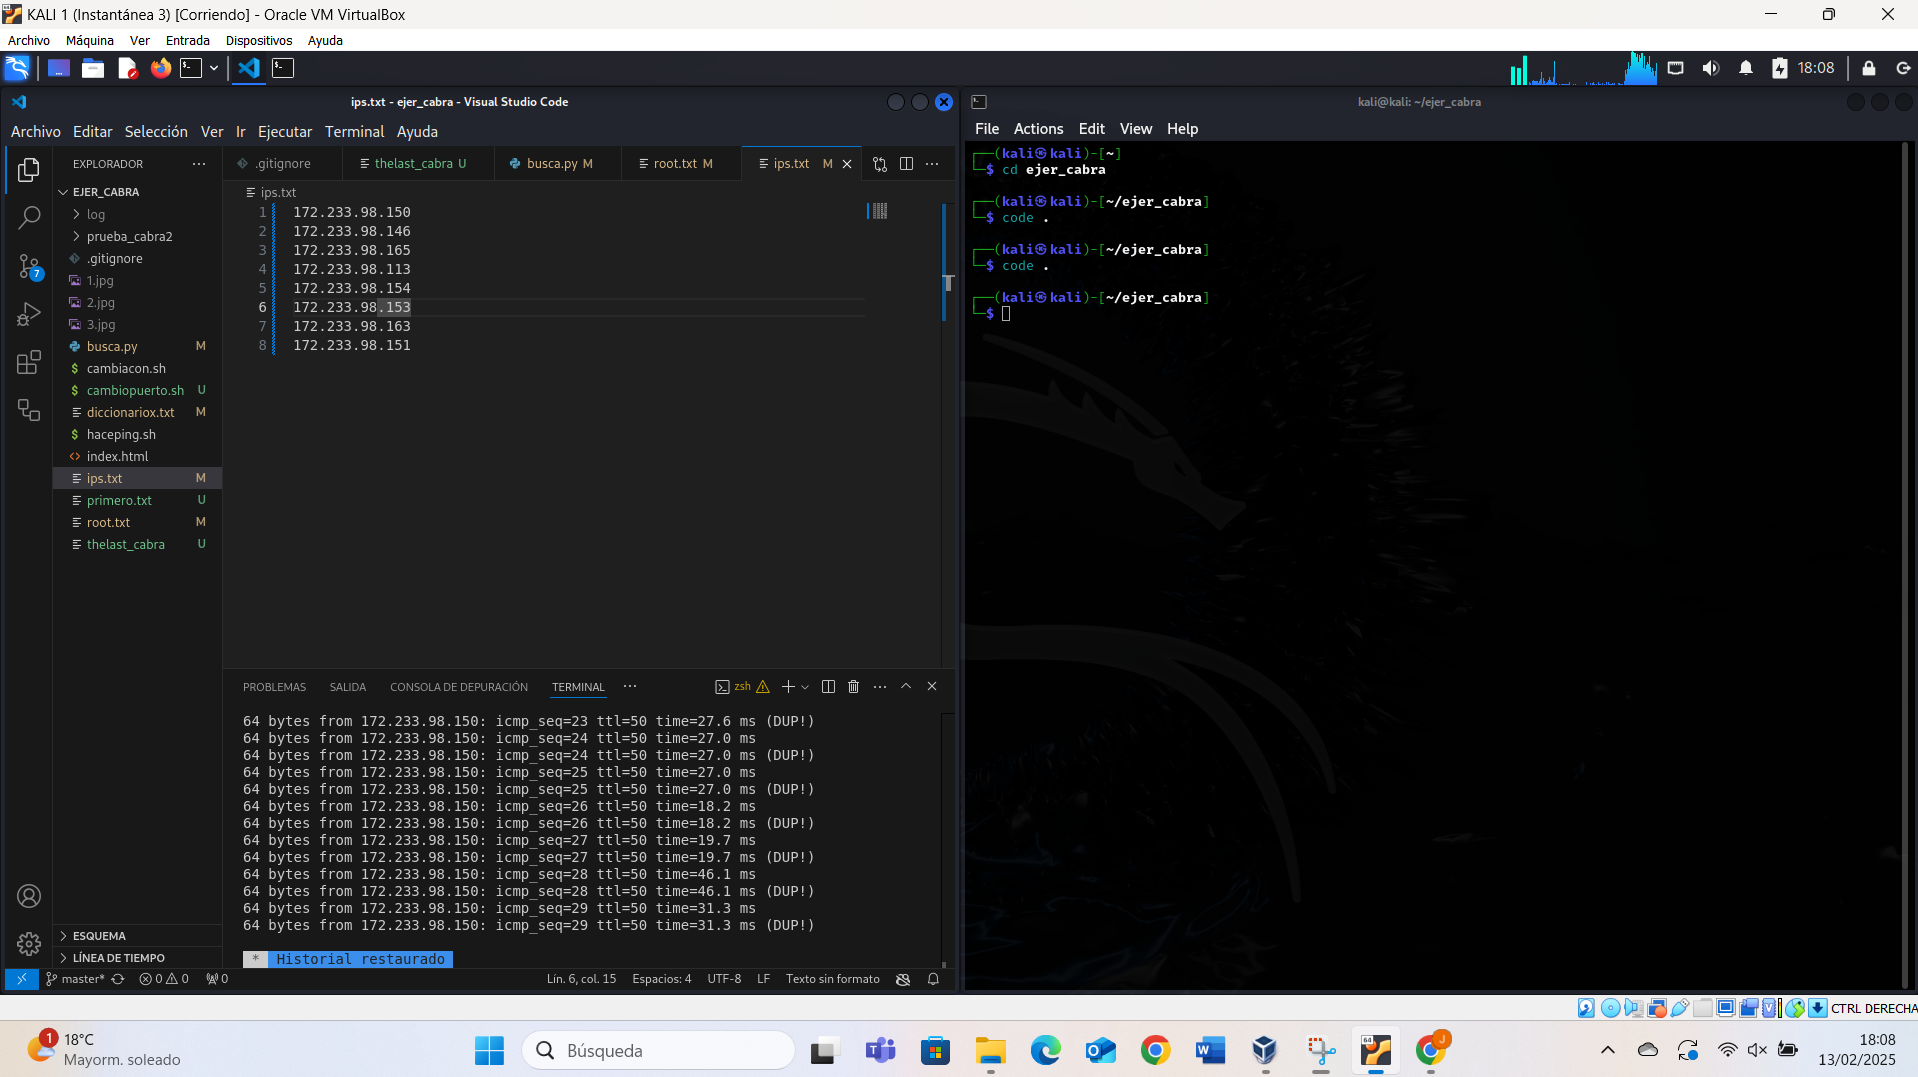 KALI 1 (Instantánea 3) [Corriendo] - Oracle VM VirtualBox
Archivo Máquina Ver Entrada Dispositivos Ayuda
18:08
ips.txt - ejer_cabra - Visual Studio Code
Archivo Editar Selección Ver Ir Ejecutar Terminal Ayuda
EXPLORADOR
.gitignore thelast_cabra U busca.py M root.txt M ips.txt M
EJER_CABRA
log
prueba_cabra2
.gitignore
1.jpg
2.jpg
3.jpg
busca.py M
cambiacon.sh
cambiopuerto.sh U
diccionariox.txt M
haceping.sh
index.html
ips.txt M
primero.txt U
root.txt M
thelast_cabra U
ESQUEMA
LÍNEA DE TIEMPO
7
ips.txt
1 172.233.98.150
2 172.233.98.146
3 172.233.98.165
4 172.233.98.113
5 172.233.98.154
6 172.233.98.153
7 172.233.98.163
8 172.233.98.151
PROBLEMAS SALIDA CONSOLA DE DEPURACIÓN TERMINAL zsh
64 bytes from 172.233.98.150: icmp_seq=23 ttl=50 time=27.6 ms (DUP!)
64 bytes from 172.233.98.150: icmp_seq=24 ttl=50 time=27.0 ms
64 bytes from 172.233.98.150: icmp_seq=24 ttl=50 time=27.0 ms (DUP!)
64 bytes from 172.233.98.150: icmp_seq=25 ttl=50 time=27.0 ms
64 bytes from 172.233.98.150: icmp_seq=25 ttl=50 time=27.0 ms (DUP!)
64 bytes from 172.233.98.150: icmp_seq=26 ttl=50 time=18.2 ms
64 bytes from 172.233.98.150: icmp_seq=26 ttl=50 time=18.2 ms (DUP!)
64 bytes from 172.233.98.150: icmp_seq=27 ttl=50 time=19.7 ms
64 bytes from 172.233.98.150: icmp_seq=27 ttl=50 time=19.7 ms (DUP!)
64 bytes from 172.233.98.150: icmp_seq=28 ttl=50 time=46.1 ms
64 bytes from 172.233.98.150: icmp_seq=28 ttl=50 time=46.1 ms (DUP!)
64 bytes from 172.233.98.150: icmp_seq=29 ttl=50 time=31.3 ms
64 bytes from 172.233.98.150: icmp_seq=29 ttl=50 time=31.3 ms (DUP!)
* Historial restaurado
master* 0 0 0 Lín. 6, col. 15 Espacios: 4 UTF-8 LF Texto sin formato
kali@kali: ~/ejer_cabra
File Actions Edit View Help
(kali㉿kali)-[~]
$ cd ejer_cabra
(kali㉿kali)-[~/ejer_cabra]
$ code .
(kali㉿kali)-[~/ejer_cabra]
$ code .
(kali㉿kali)-[~/ejer_cabra]
$
CTRL DERECHA
1
18°C
Mayorm. soleado
Búsqueda
64
J
18:08
13/02/2025